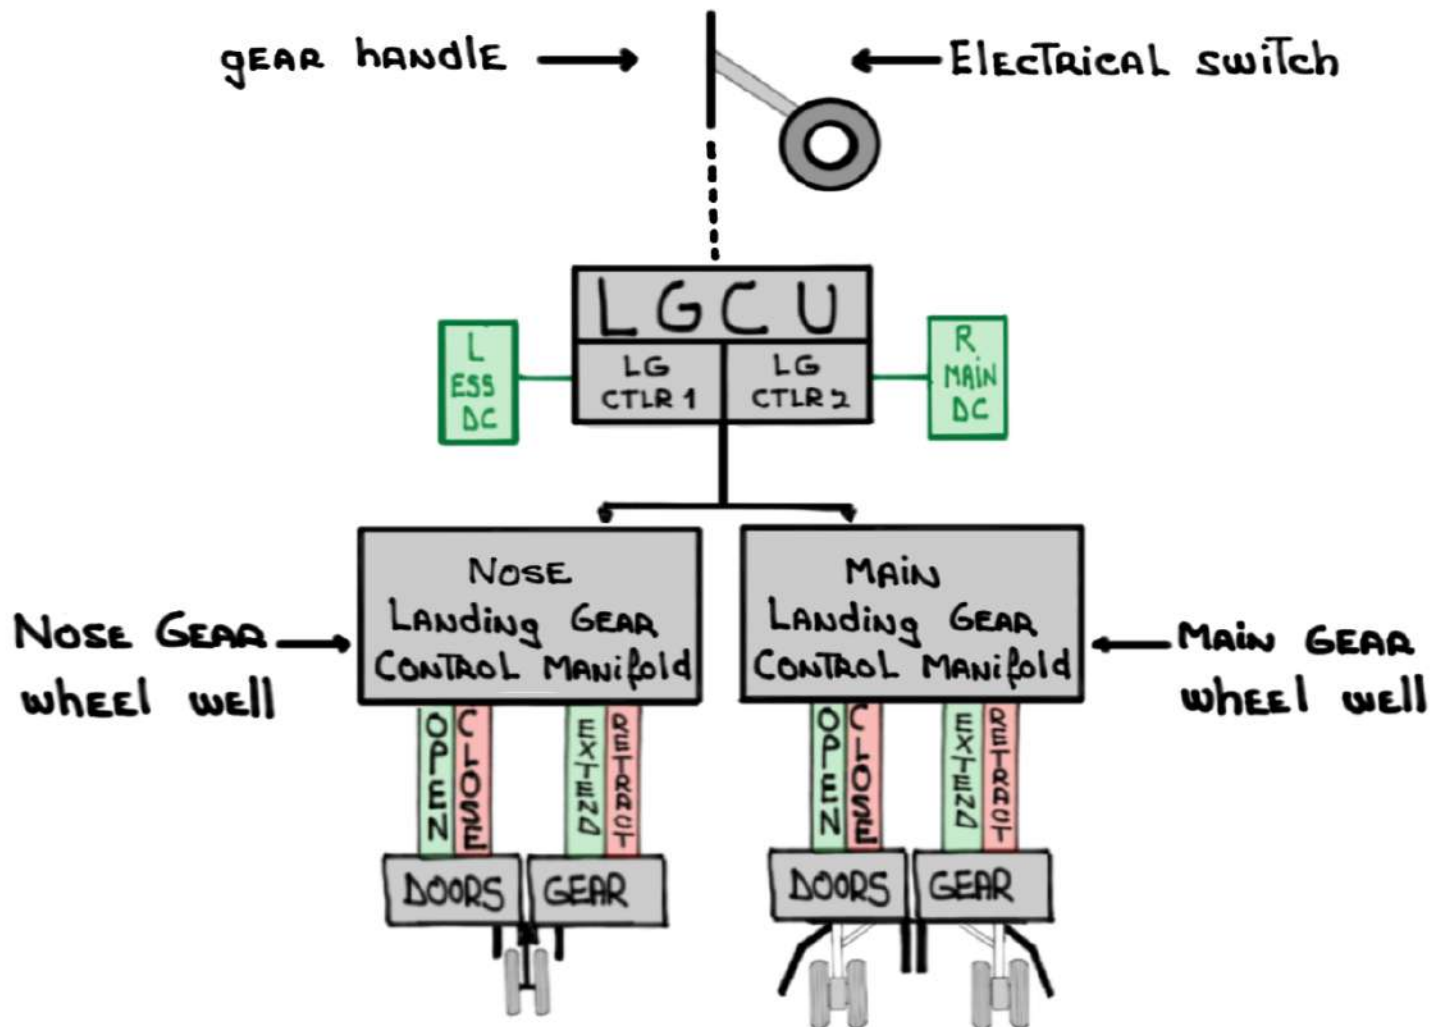 gEAR hANdLE
ElECTRiCAL switch
LGCU
L
ESS
DC
LG
CTLR 1
LG
CTLR 2
R
MAiN
DC
NOSE
LANding GEAR
CONTROL MANifold
MAiN
LANding GEAR
CONTROL MANifold
NOSE GEAR
whEEL wEll
MAiN GEAR
whEEL wEll
OPEN
CLOSE
EXTEND
RETRACT
OPEN
CLOSE
EXTEND
RETRACT
DOORS
GEAR
DOORS
GEAR